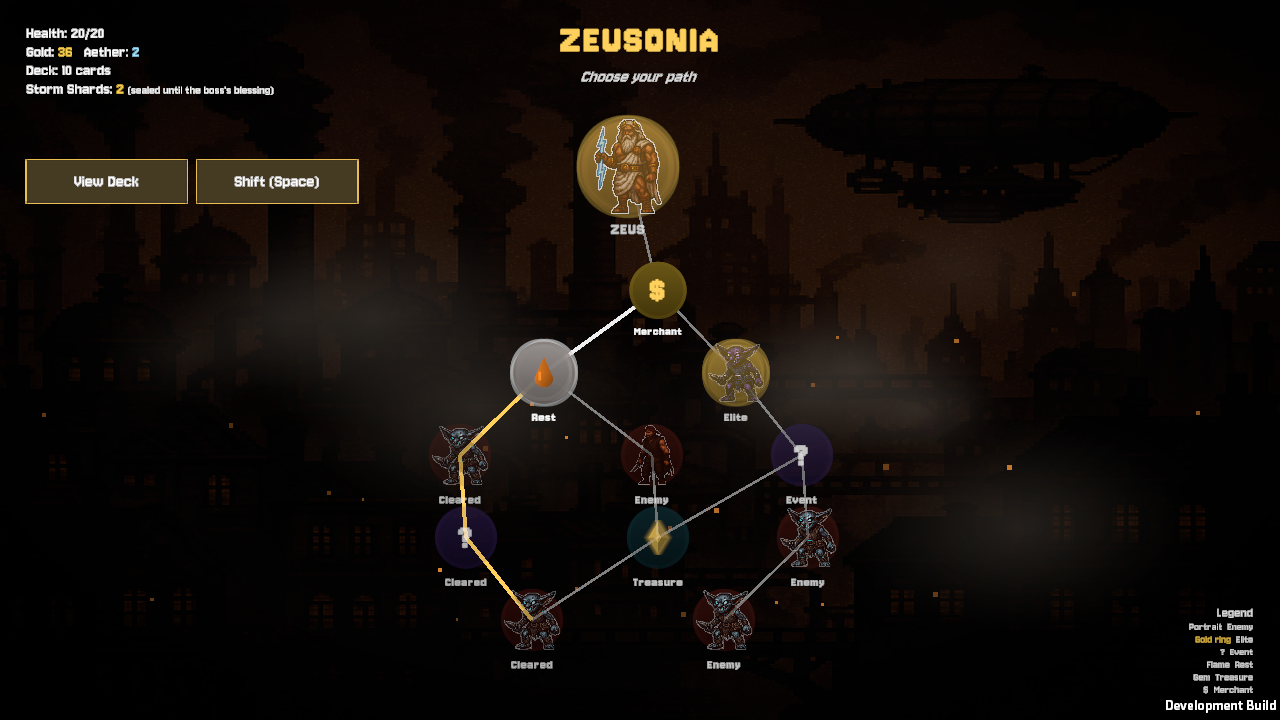 Health: 20/20
Gold: 36 Aether: 2
Deck: 10 cards
Storm Shards: 2 (sealed until the boss's blessing)
ZEUSONIA
Choose your path
View Deck
Shift (Space)
ZEUS
$
Merchant
Rest
Elite
Cleared
Enemy
?
Event
?
Cleared
Treasure
Enemy
Cleared
Enemy
Legend
Portrait Enemy
Gold ring Elite
? Event
Flame Rest
Gem Treasure
$ Merchant
Development Build